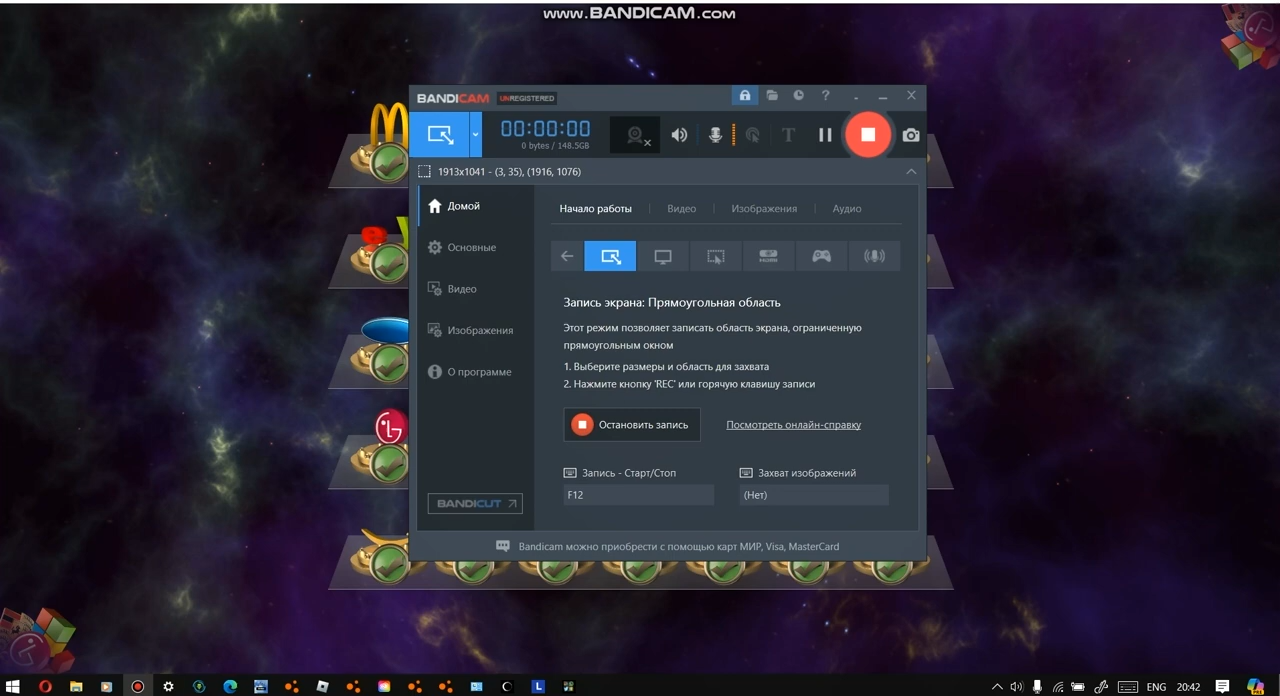 www.BANDICAM.com
BANDICAM UNREGISTERED
?
00:00:00
0 bytes / 148.5GB
T
1913x1041 - (3, 35), (1916, 1076)
Домой
Начало работы
Видео
Изображения
Аудио
Основные
HDMI
Видео
Изображения
О программе
Запись экрана: Прямоугольная область
Этот режим позволяет записать область экрана, ограниченную
прямоугольным окном
1. Выберите размеры и область для захвата
2. Нажмите кнопку 'REC' или горячую клавишу записи
Остановить запись
Посмотреть онлайн-справку
Запись - Старт/Стоп
Захват изображений
F12
(Нет)
BANDICUT
LG
Bandicam можно приобрести с помощью карт МИР, Visa, MasterCard
L
ENG
20:42